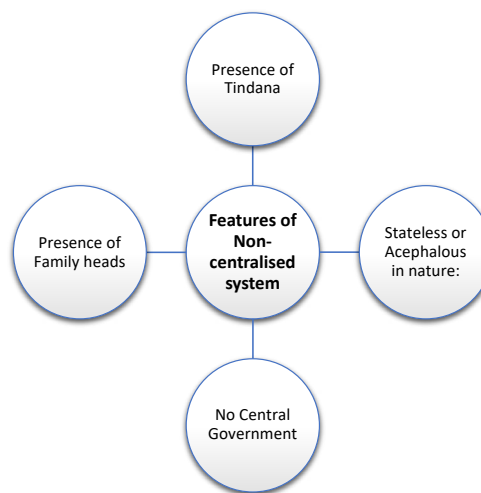 Presence of
Tindana
Presence of
Family heads
Features of
Non-
centralised
system
Stateless or
Acephalous
in nature:
No Central
Government